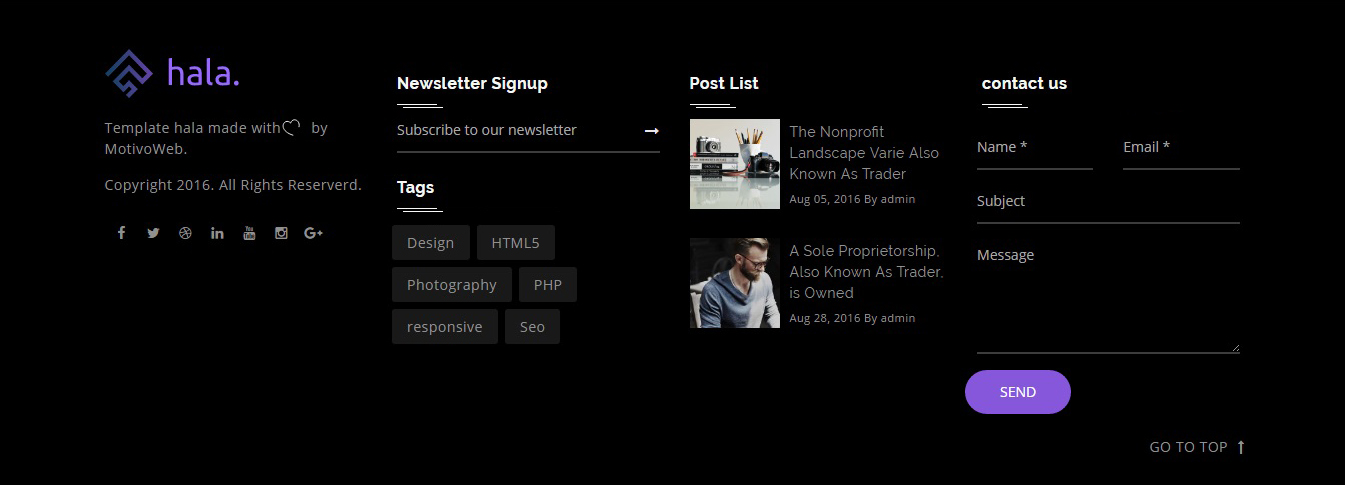 hala.
Template hala made with by
MotivoWeb.
Copyright 2016. All Rights Reserverd.
Newsletter Signup
Subscribe to our newsletter
Tags
Design HTML5
Photography PHP
responsive Seo
Post List
The Nonprofit
Landscape Varie Also
Known As Trader
Aug 05, 2016 By admin
A Sole Proprietorship,
Also Known As Trader,
is Owned
Aug 28, 2016 By admin
contact us
Name * Email *
Subject
Message
SEND
GO TO TOP